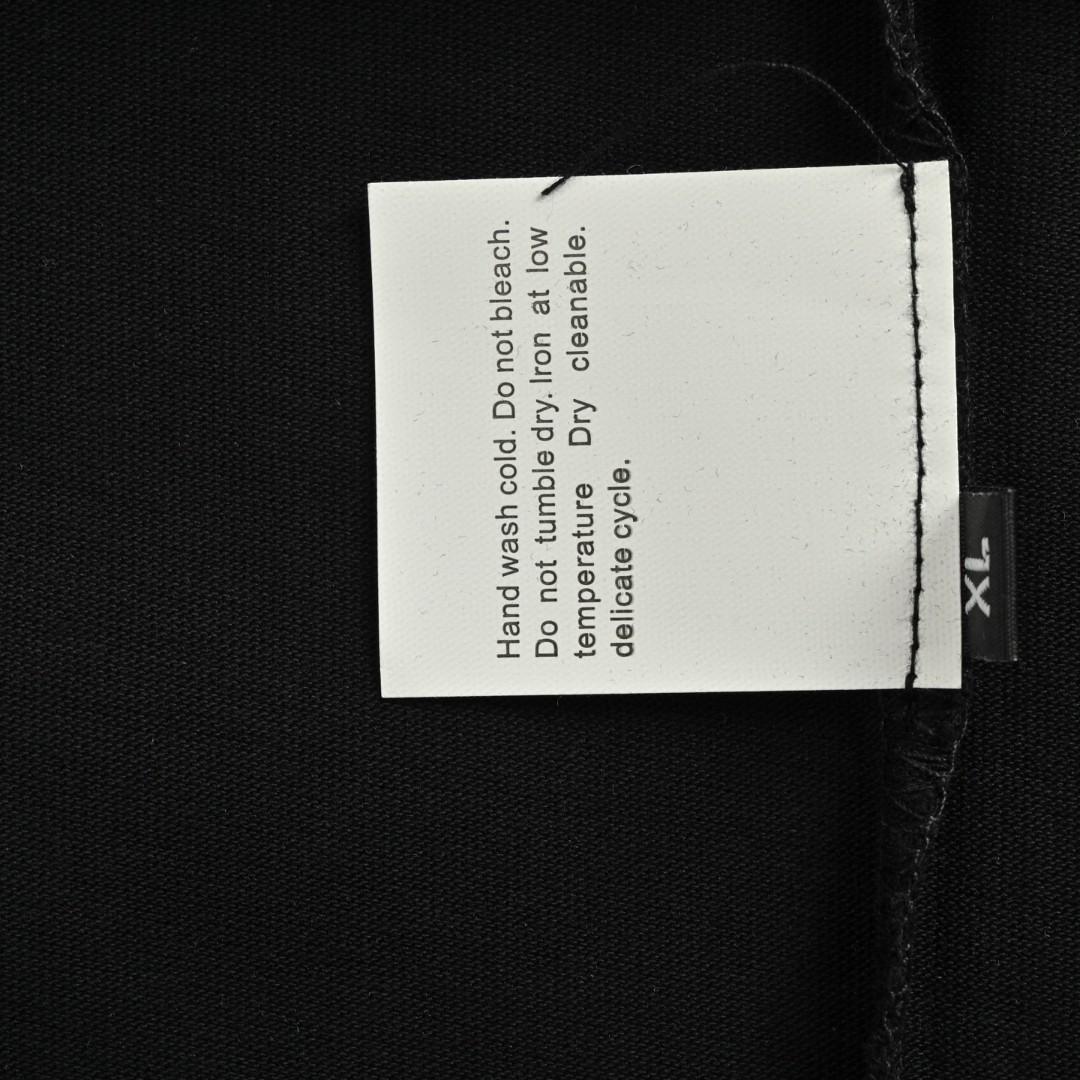 Hand wash cold. Do not bleach.
Do not tumble dry. Iron at low
temperature Dry cleanable.
delicate cycle.
XL